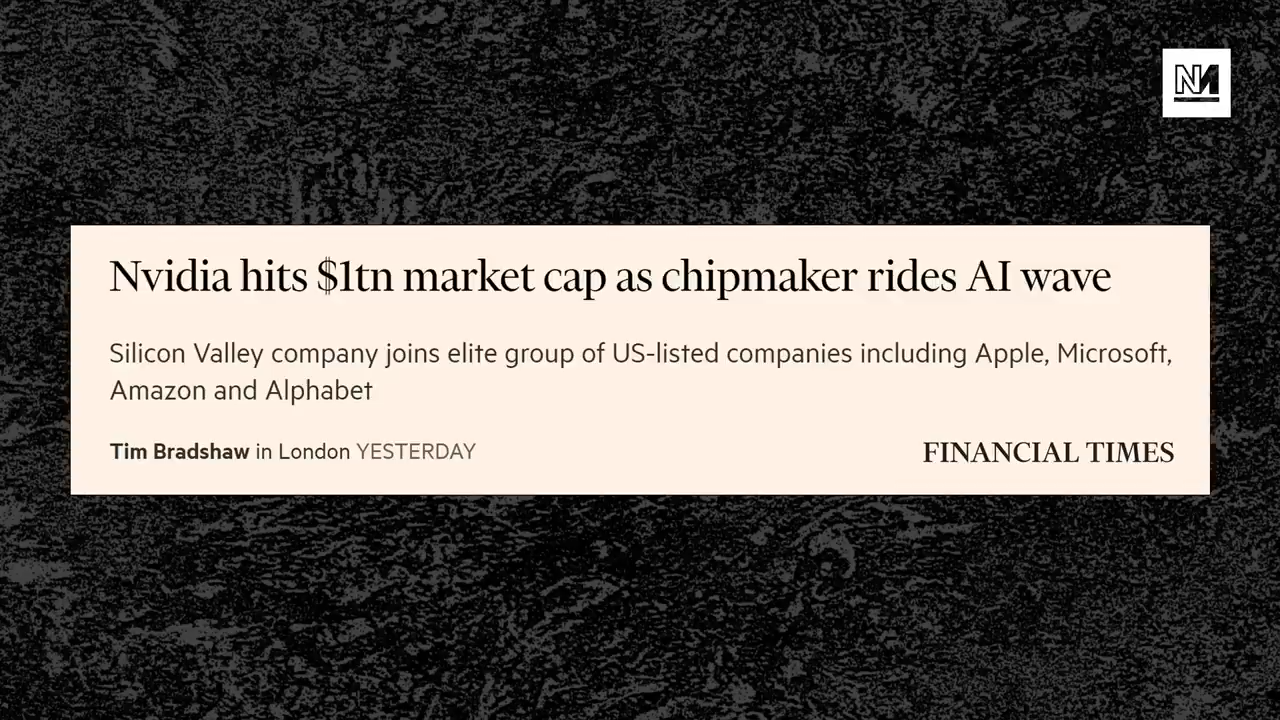 NM
Nvidia hits $1tn market cap as chipmaker rides AI wave
Silicon Valley company joins elite group of US-listed companies including Apple, Microsoft,
Amazon and Alphabet
Tim Bradshaw in London YESTERDAY
FINANCIAL TIMES